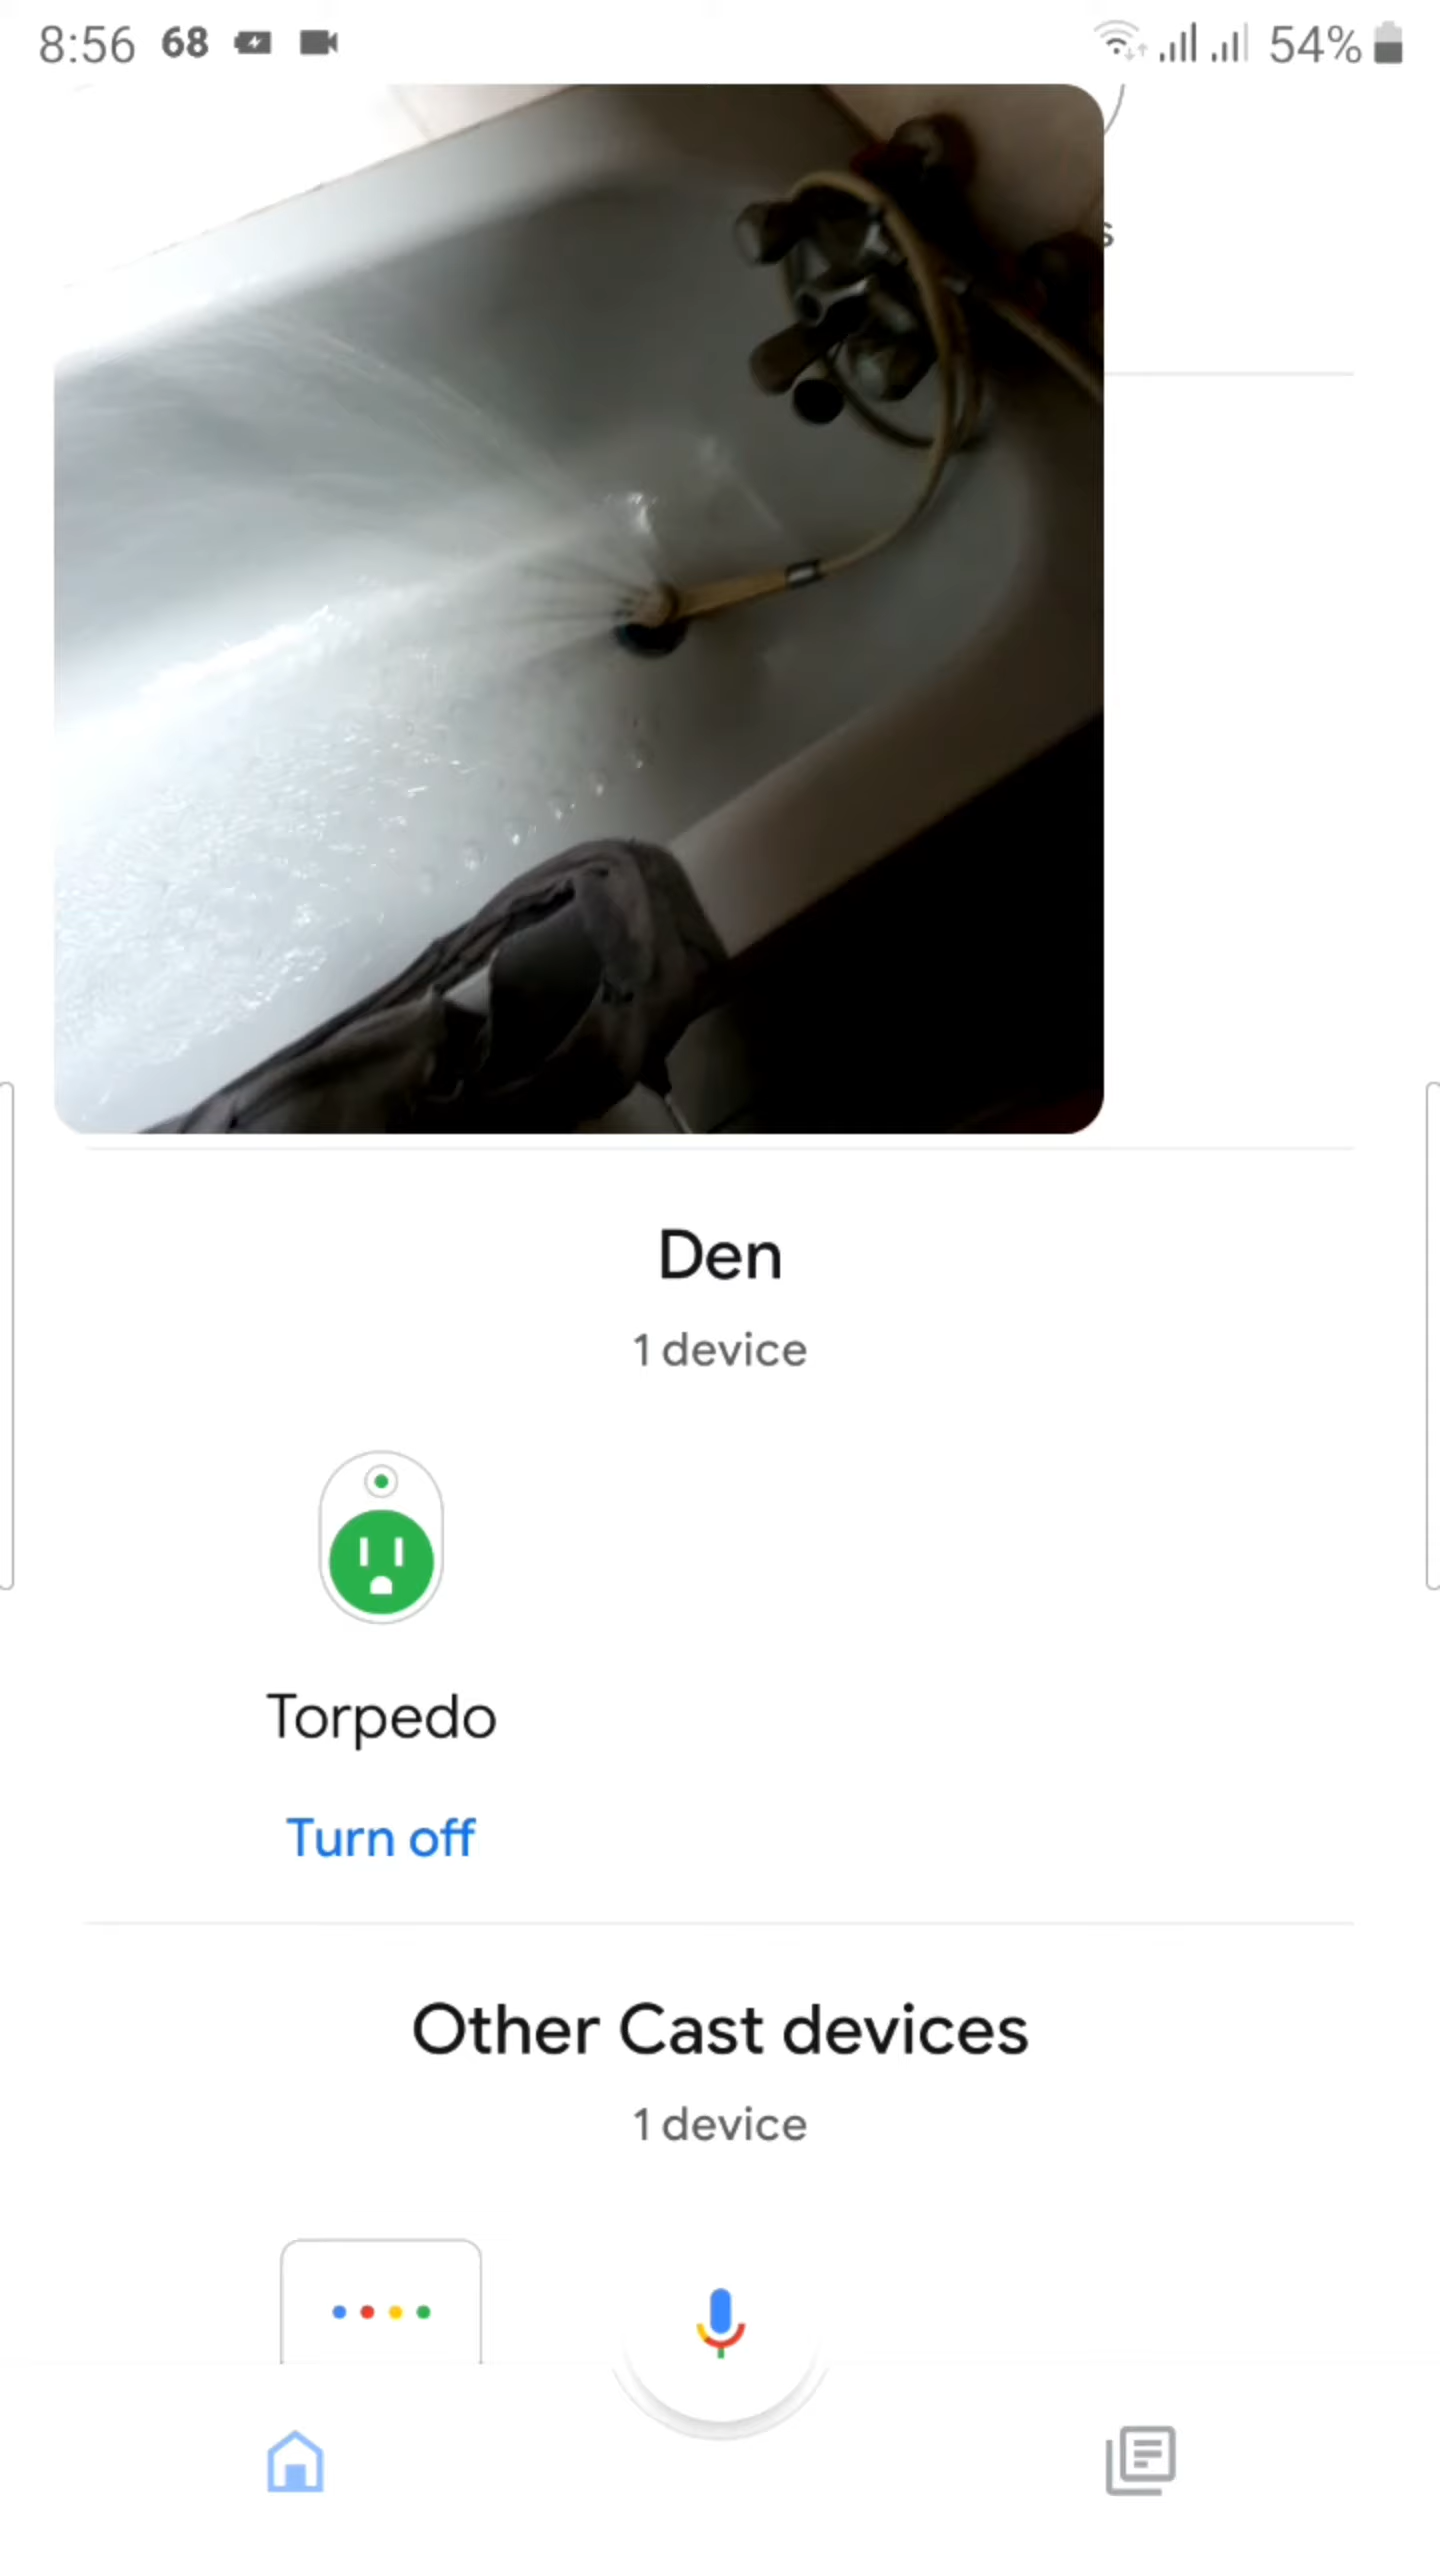 8:56 68 54%
s
Den
1 device
Torpedo
Turn off
Other Cast devices
1 device